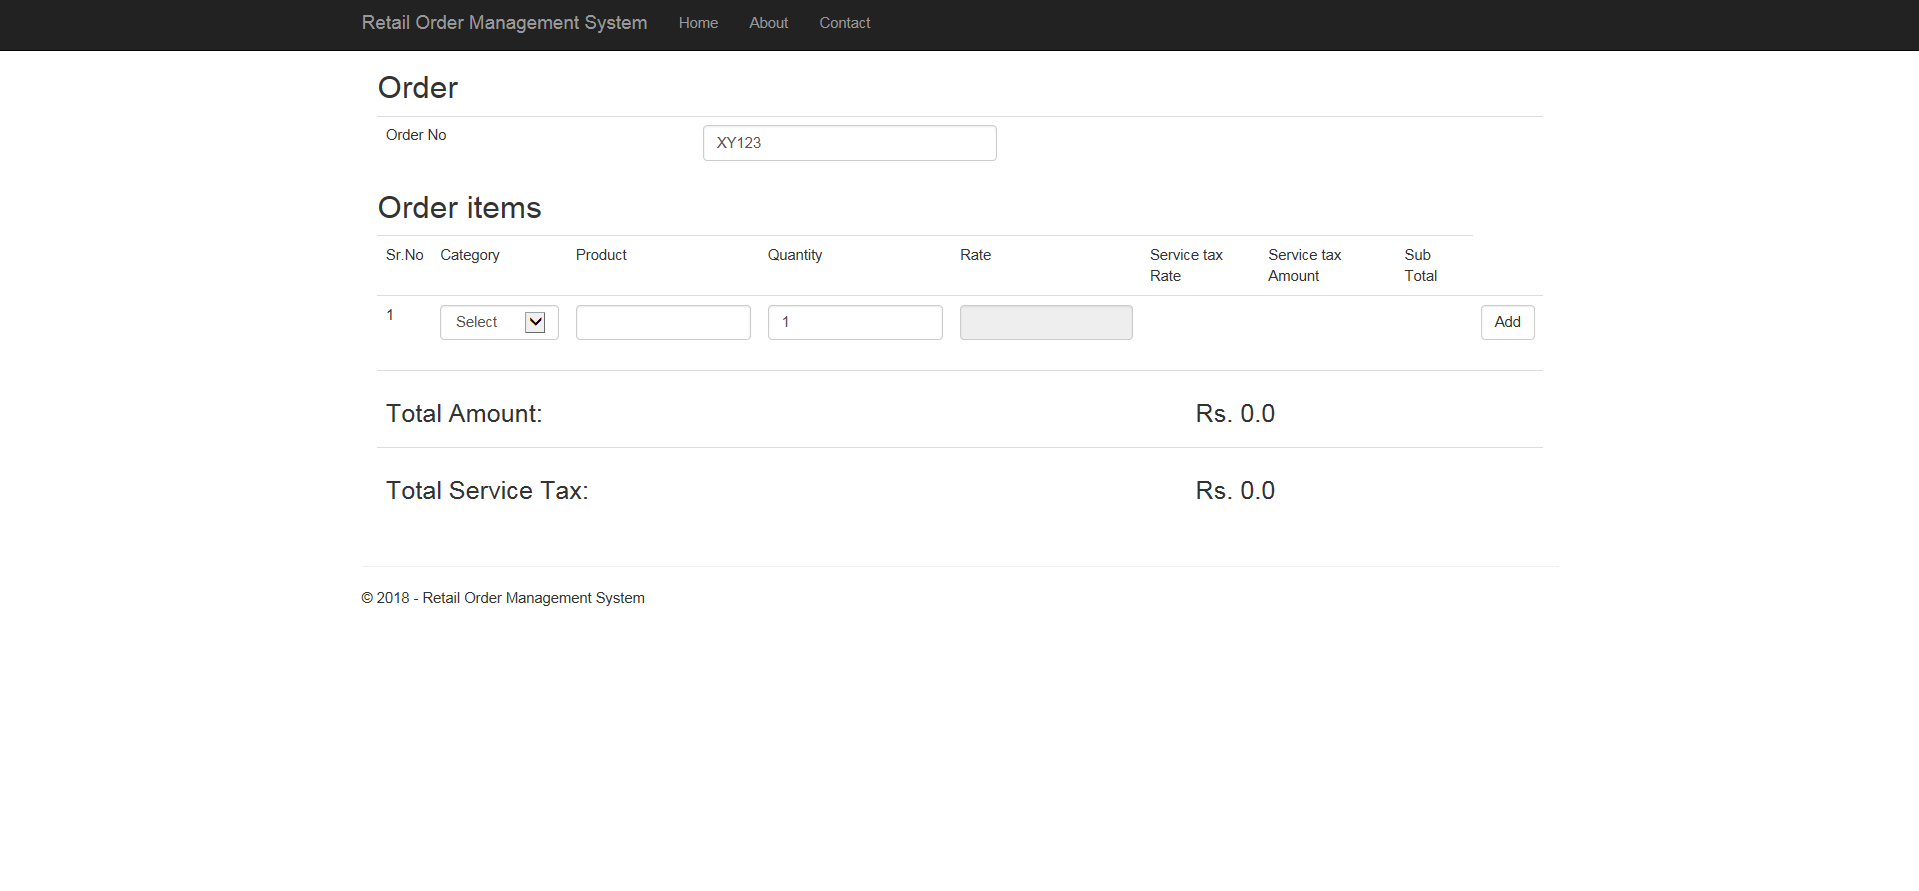 Retail Order Management System Home About Contact
Order
Order No XY123
Order items
Sr.No Category Product Quantity Rate Service tax Rate Service tax Amount Sub Total
1 Select 1 Add
Total Amount: Rs. 0.0
Total Service Tax: Rs. 0.0
© 2018 - Retail Order Management System